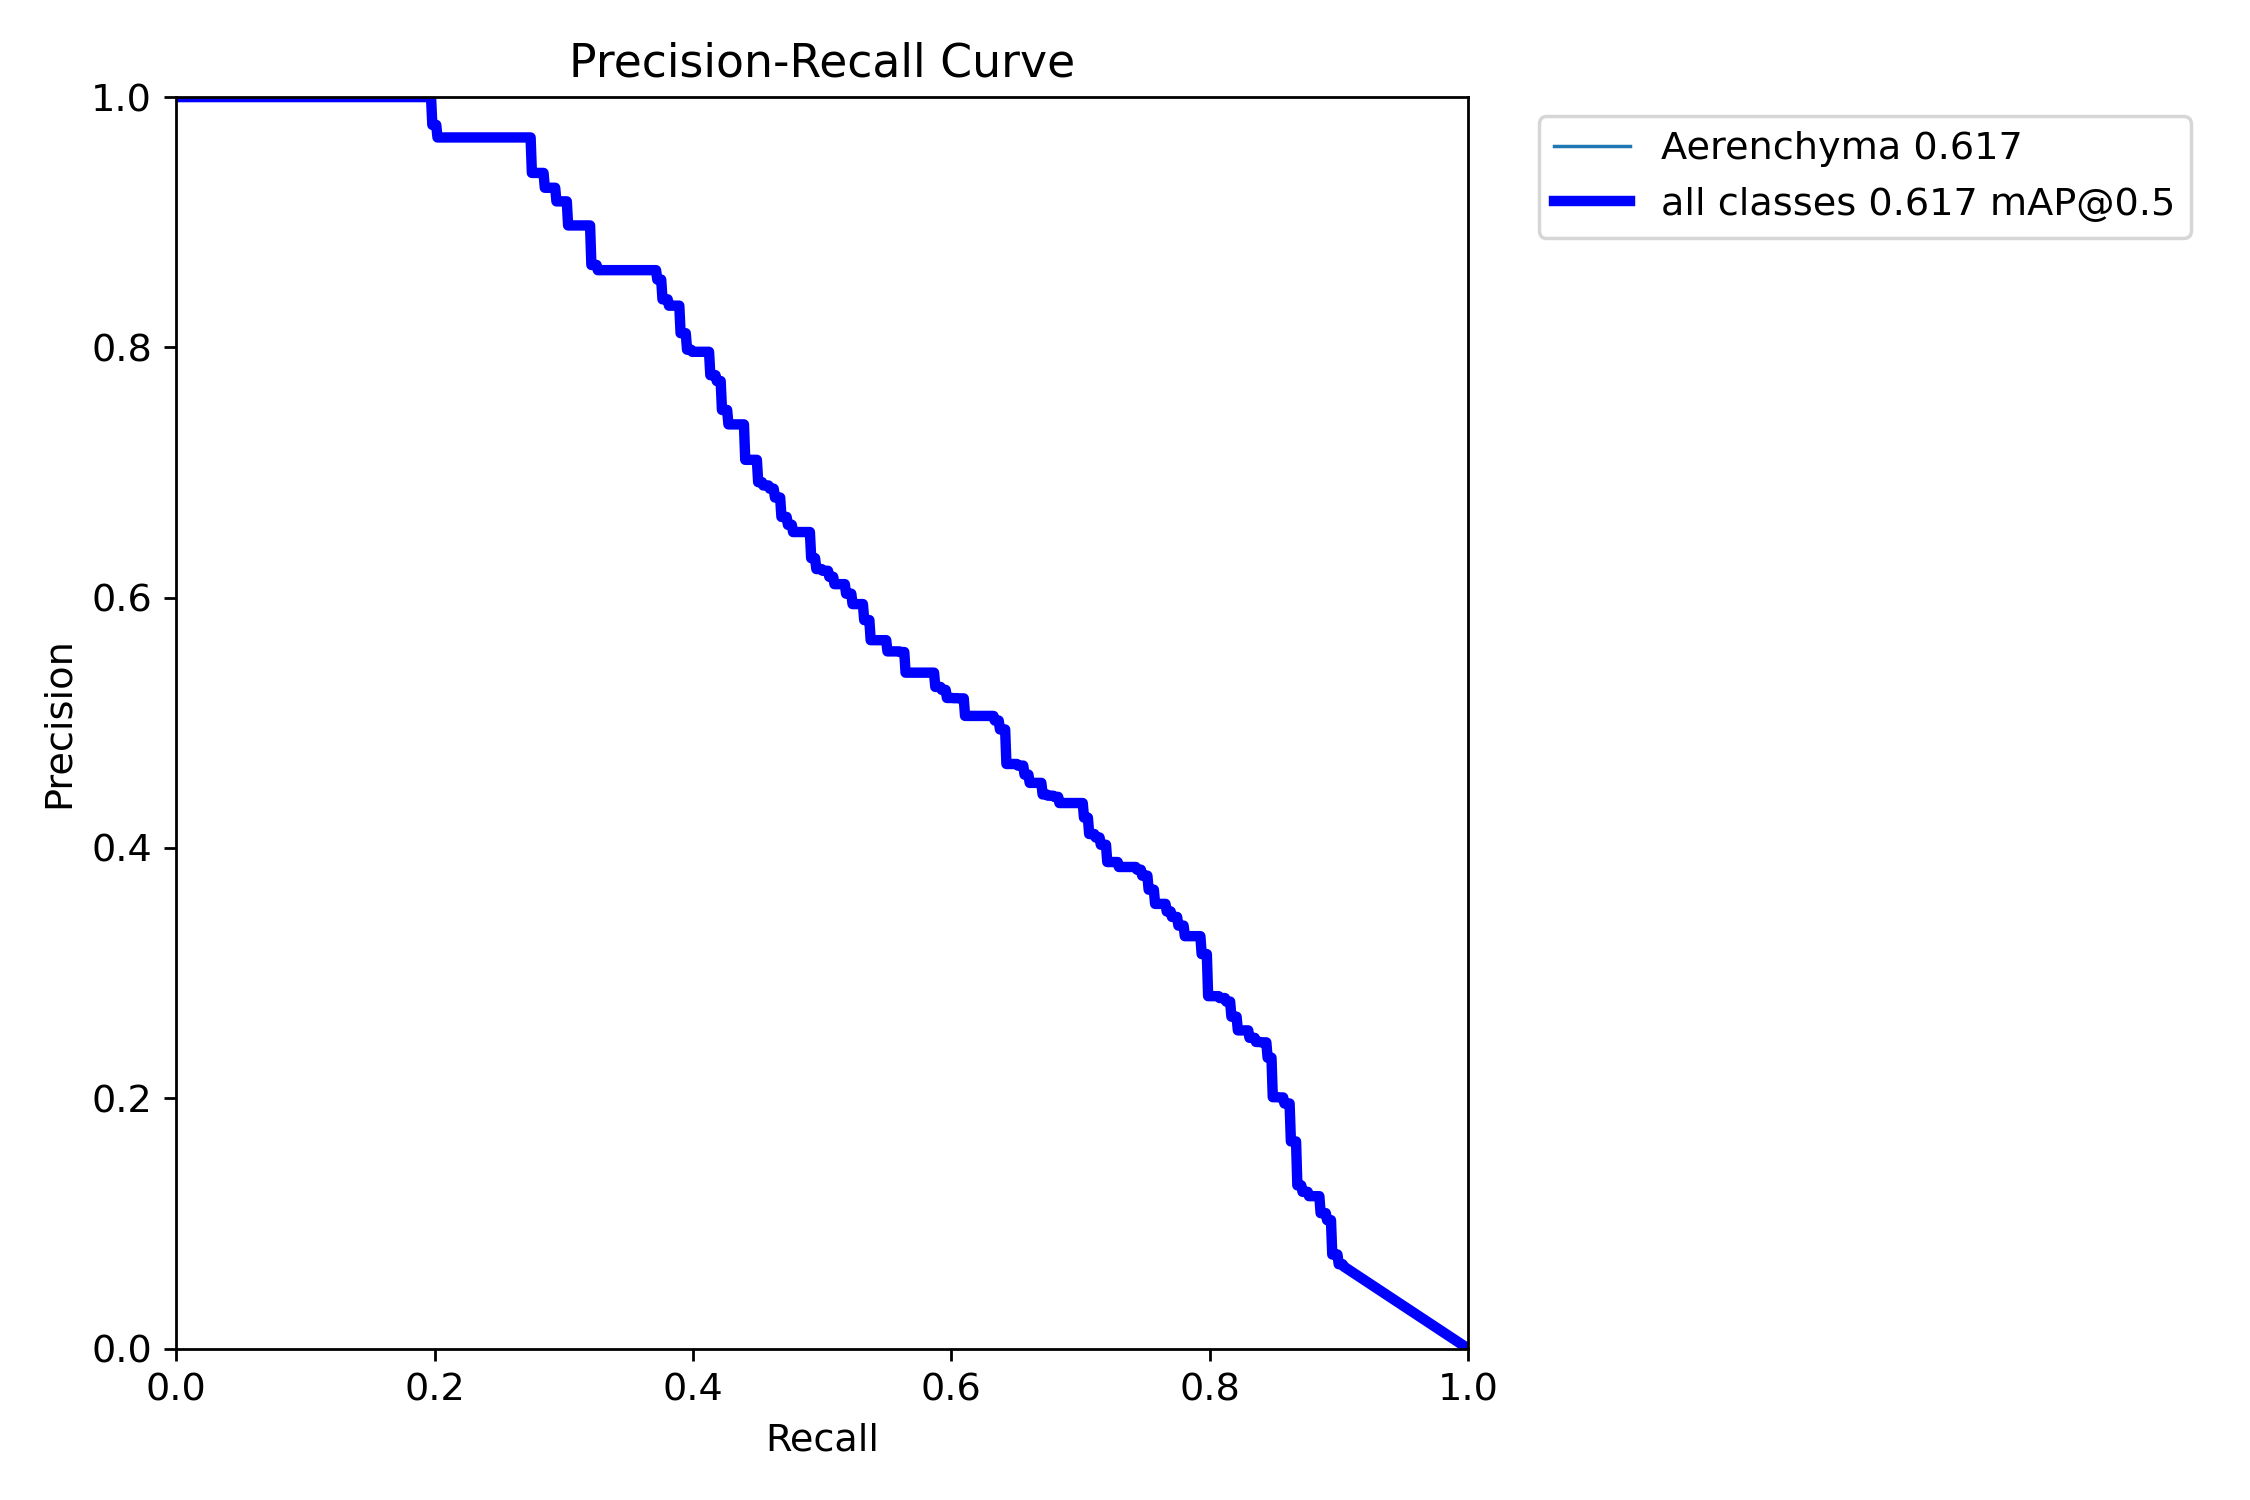 Precision-Recall Curve
Aerenchyma 0.617
all classes 0.617 mAP@0.5
1.0
0.8
0.6
0.4
0.2
0.0
Precision
0.0 0.2 0.4 0.6 0.8 1.0
Recall